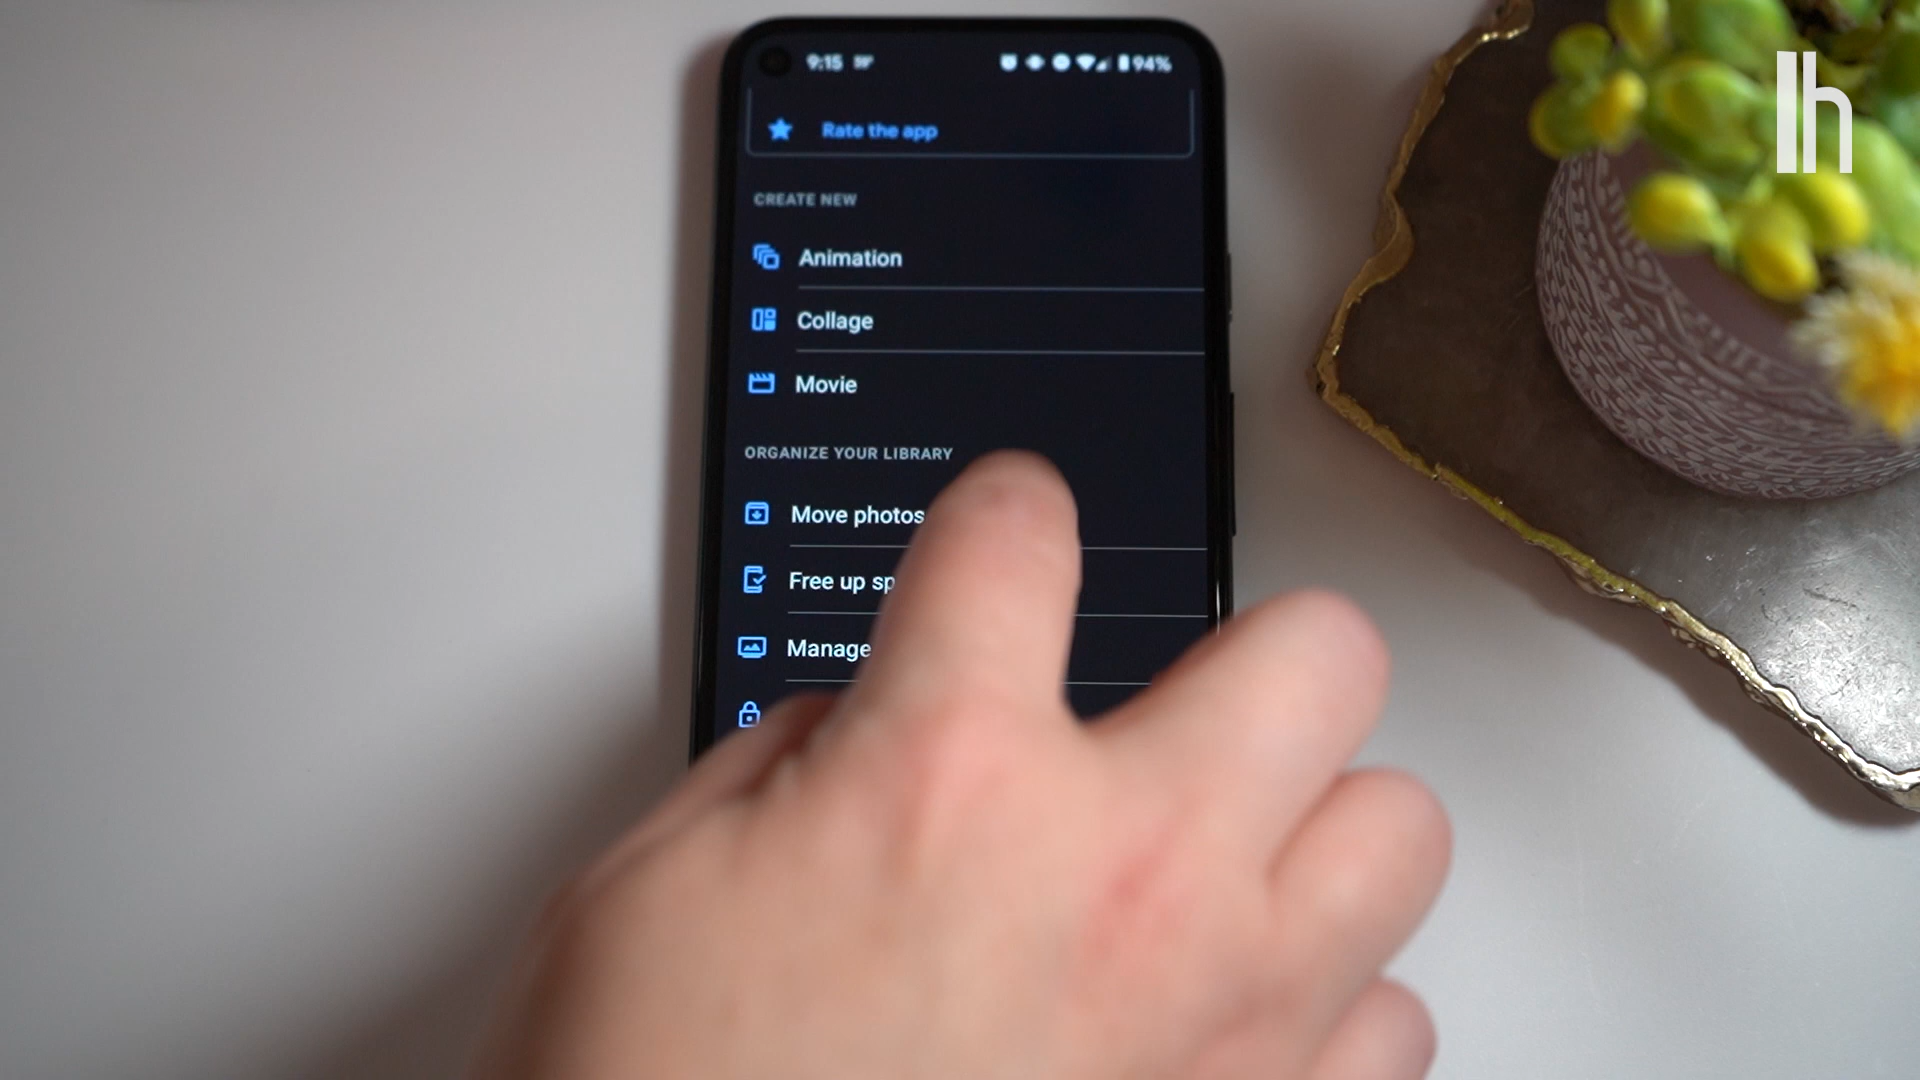 lh
9:15 94%
Rate the app
CREATE NEW
Animation
Collage
Movie
ORGANIZE YOUR LIBRARY
Move photos
Free up sp
Manage